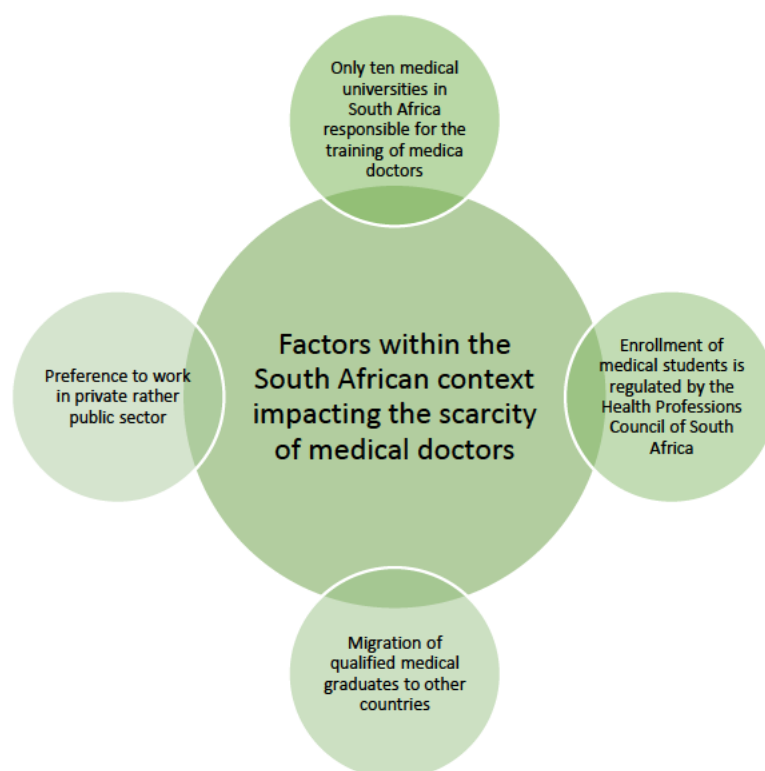 Only ten medical
universities in
South Africa
responsible for the
training of medica
doctors
Factors within the
South African context
impacting the scarcity
of medical doctors
Enrollment of
medical students is
regulated by the
Health Professions
Council of South
Africa
Preference to work
in private rather
public sector
Migration of
qualified medical
graduates to other
countries